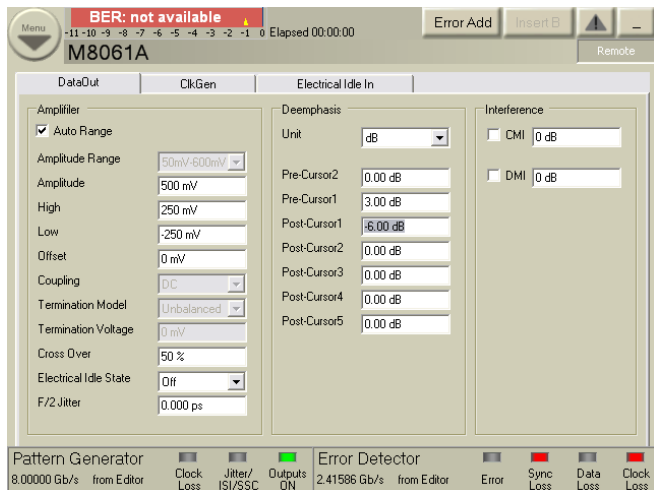 Menu
BER: not available
-11 -10 -9 -8 -7 -6 -5 -4 -3 -2 -1 0 Elapsed 00:00:00
Error Add
Insert B
M8061A
Remote
DataOut
ClkGen
Electrical Idle In
Amplifiler
Auto Range
Amplitude Range 50mV-600mV
Amplitude 500 mV
High 250 mV
Low -250 mV
Offset 0 mV
Coupling DC
Termination Model Unbalanced
Termination Voltage 0 mV
Cross Over 50 %
Electrical Idle State Off
F/2 Jitter 0.000 ps
Deemphasis
Unit dB
Pre-Cursor2 0.00 dB
Pre-Cursor1 3.00 dB
Post-Cursor1 -6.00 dB
Post-Cursor2 0.00 dB
Post-Cursor3 0.00 dB
Post-Cursor4 0.00 dB
Post-Cursor5 0.00 dB
Interference
CMI 0 dB
DMI 0 dB
Pattern Generator
8.00000 Gb/s from Editor
Clock
Loss
Jitter/
ISI/SSC
Outputs
ON
Error Detector
2.41586 Gb/s from Editor
Error
Sync
Loss
Data
Loss
Clock
Loss